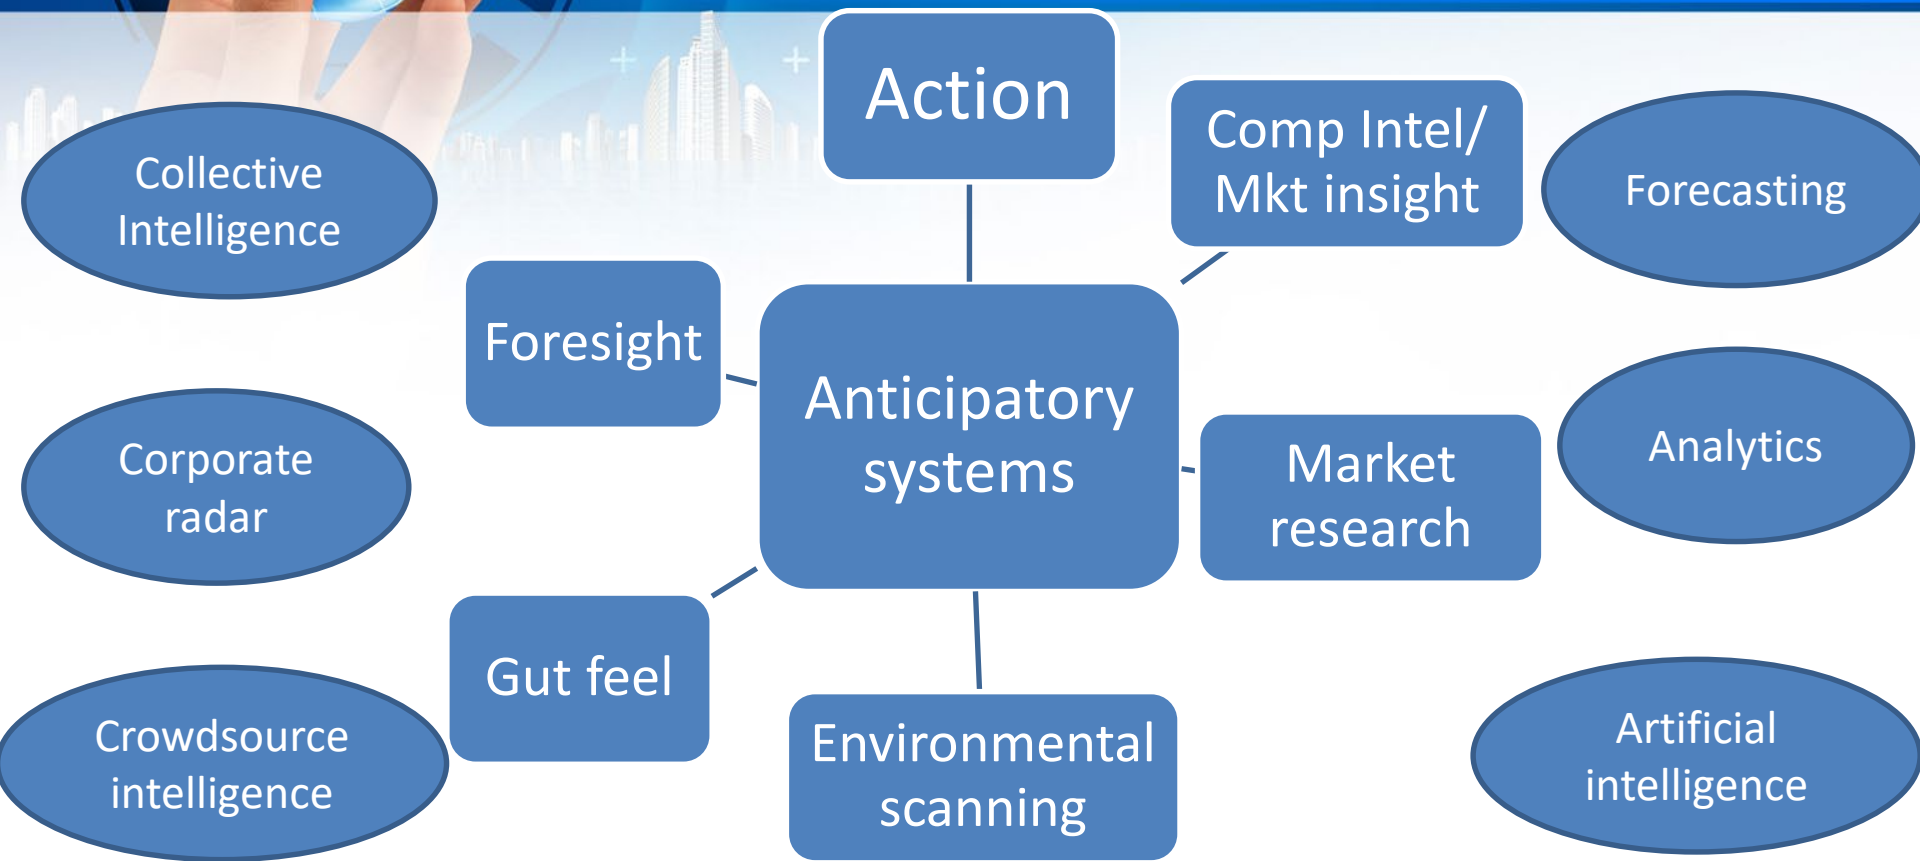 Action
Comp Intel/
Mkt insight
Forecasting
Collective
Intelligence
Foresight
Anticipatory
systems
Market
research
Analytics
Corporate
radar
Gut feel
Environmental
scanning
Crowdsource
intelligence
Artificial
intelligence